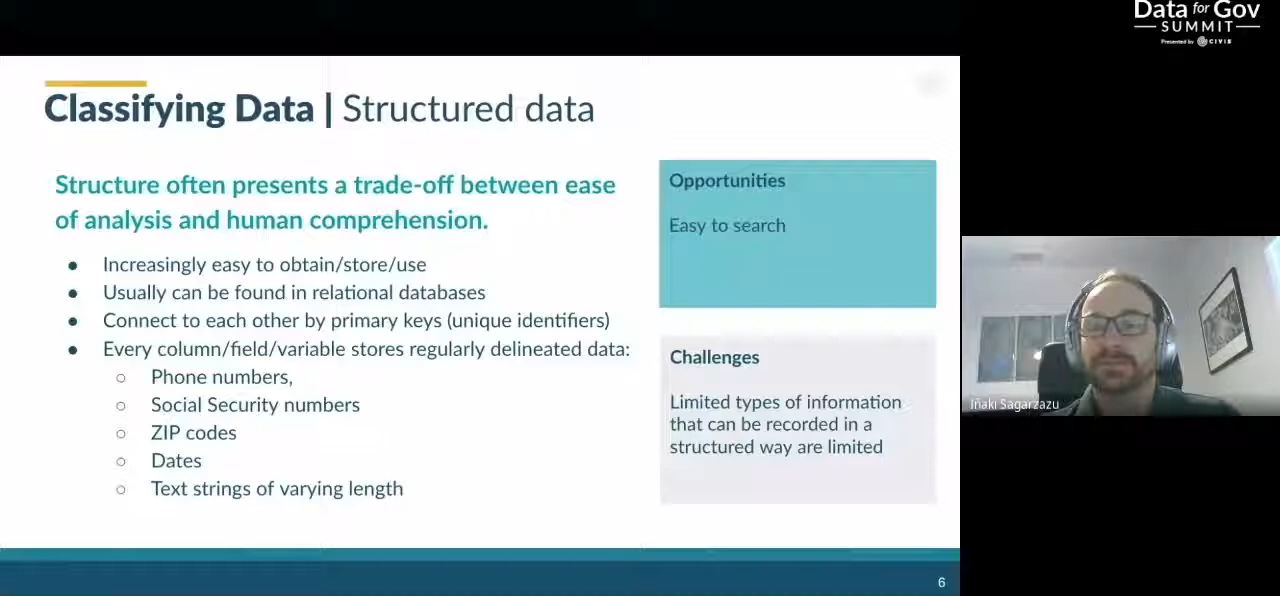 Data for Gov
SUMMIT
Presented by CIVIS
Classifying Data | Structured data
Structure often presents a trade-off between ease
of analysis and human comprehension.
● Increasingly easy to obtain/store/use
● Usually can be found in relational databases
● Connect to each other by primary keys (unique identifiers)
● Every column/field/variable stores regularly delineated data:
○ Phone numbers,
○ Social Security numbers
○ ZIP codes
○ Dates
○ Text strings of varying length
Opportunities
Easy to search
Challenges
Limited types of information
that can be recorded in a
structured way are limited
6
Iñaki Sagarzazu